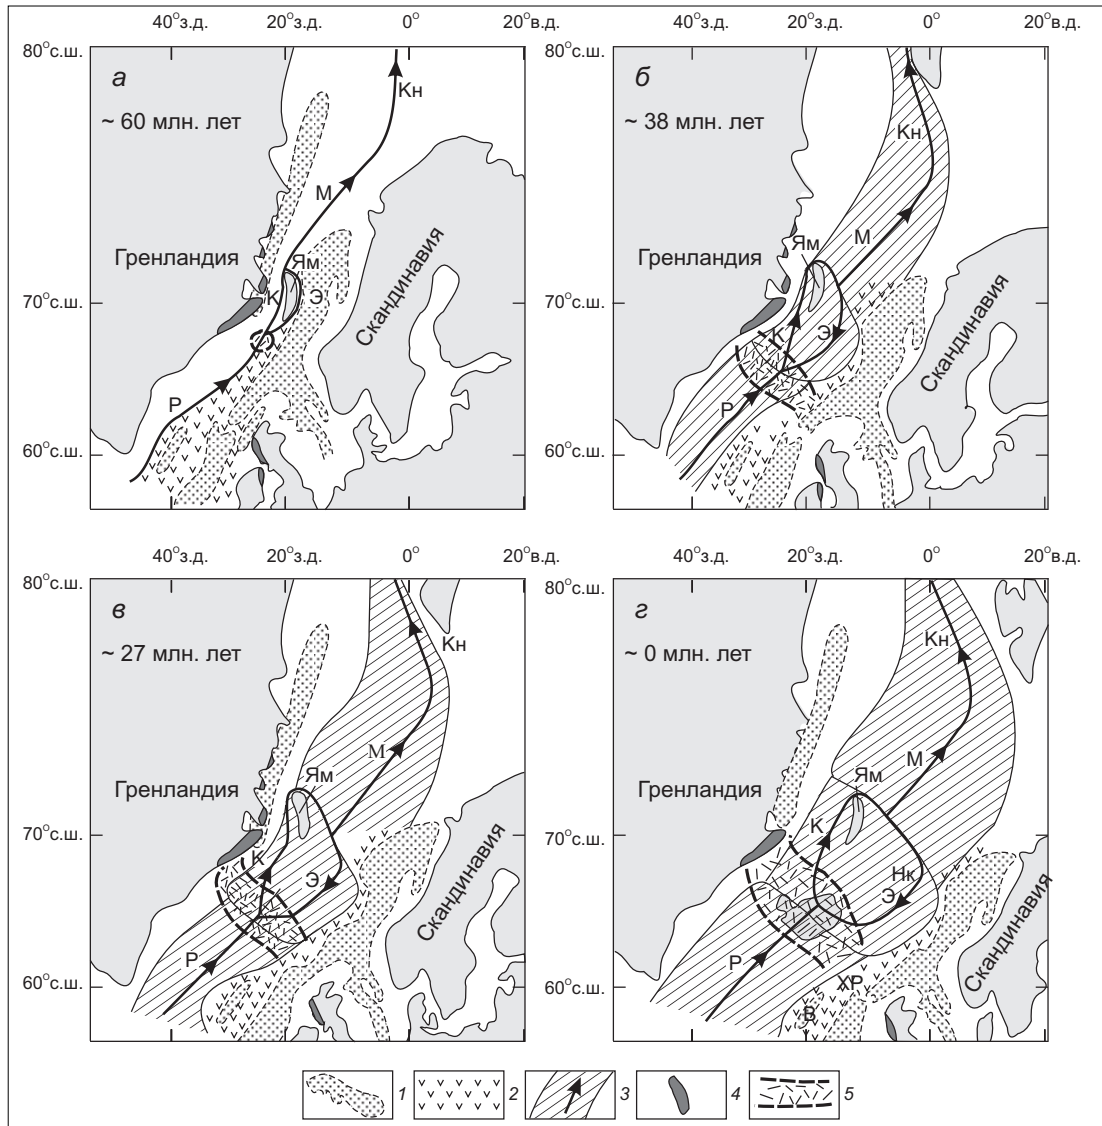 40°з.д. 20°з.д. 0° 20°в.д. 40°з.д. 20°з.д. 0° 20°в.д.
80°с.ш. 80°с.ш.
а б
~ 60 млн. лет ~ 38 млн. лет
Кн Кн
М М
Гренландия Ям Гренландия Ям
70°с.ш. К Э 70°с.ш. К Э
Скандинавия Скандинавия
Р Р
60°с.ш. 60°с.ш.
40°з.д. 20°з.д. 0° 20°в.д. 40°з.д. 20°з.д. 0° 20°в.д.
80°с.ш. 80°с.ш.
в г
~ 27 млн. лет ~ 0 млн. лет
Кн Кн
М М
Гренландия Ям Гренландия Ям
70°с.ш. К 70°с.ш. К
Э Нк
Э
Скандинавия Скандинавия
Р Р
60°с.ш. 60°с.ш. ХР
В
1 2 3 4 5